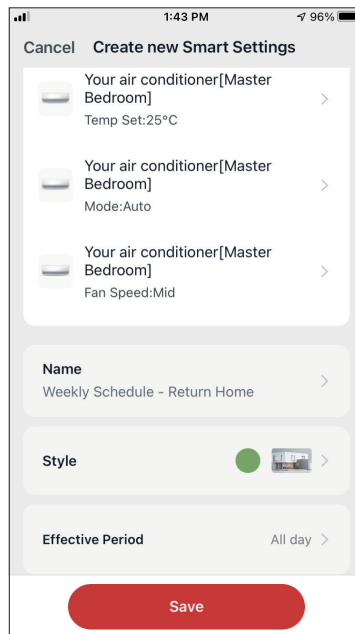 1:43 PM
96%
Cancel Create new Smart Settings
Your air conditioner[Master
Bedroom]
Temp Set:25°C
Your air conditioner[Master
Bedroom]
Mode:Auto
Your air conditioner[Master
Bedroom]
Fan Speed:Mid
Name
Weekly Schedule - Return Home
Style
Effective Period All day
Save